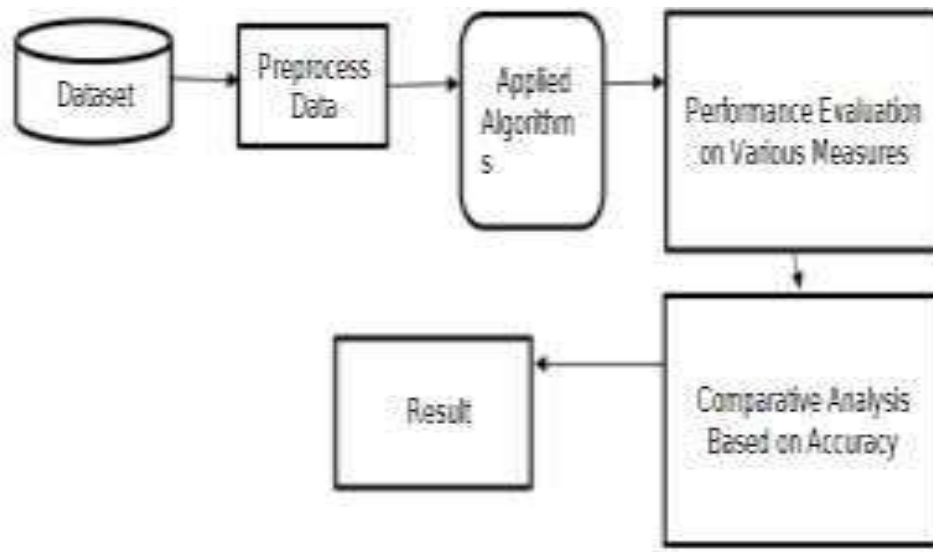 Dataset
Preprocess
Data
Applied
Algorithm
s
Performance Evaluation
on Various Measures
Comparative Analysis
Based on Accuracy
Result